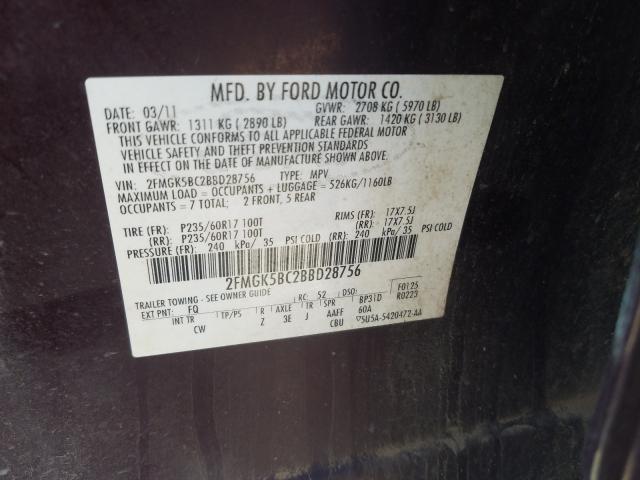 MFD. BY FORD MOTOR CO.
DATE: 03/11 GVWR: 2708 KG ( 5970 LB)
FRONT GAWR: 1311 KG ( 2890 LB) REAR GAWR: 1420 KG ( 3130 LB)
THIS VEHICLE CONFORMS TO ALL APPLICABLE FEDERAL MOTOR
VEHICLE SAFETY AND THEFT PREVENTION STANDARDS
IN EFFECT ON THE DATE OF MANUFACTURE SHOWN ABOVE.
VIN: 2FMGK5BC2BBD28756 TYPE: MPV
MAXIMUM LOAD = OCCUPANTS + LUGGAGE = 526KG/1160LB
OCCUPANTS = 7 TOTAL; 2 FRONT, 5 REAR
TIRE (FR): P235/60R17 100T RIMS (FR): 17X7.5J
(RR): P235/60R17 100T (RR): 17X7.5J
PRESSURE (FR): 240 kPa/ 35 PSI COLD (RR): 240 kPa/ 35 PSI COLD
2FMGK5BC2BBD28756
TRAILER TOWING - SEE OWNER GUIDE RC: 52 DSO: F0125
EXT PNT: FQ BP31D R0223
INT TR TP/PS R AXLE TR SPR 60A
CW Z 3E J AAFF
CBU 5U5A-5420472-AA